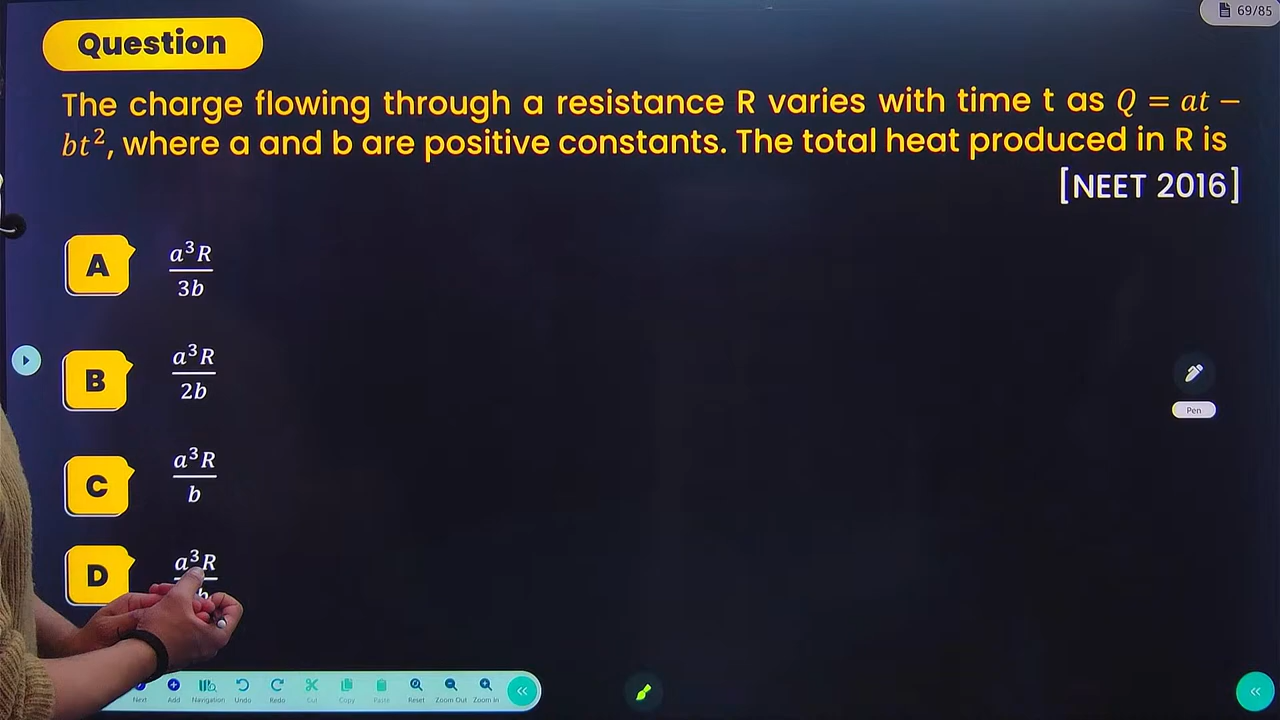 69/85
Question
The charge flowing through a resistance R varies with time t as Q = at −
bt², where a and b are positive constants. The total heat produced in R is
[NEET 2016]
A
a³R
3b
B
a³R
2b
C
a³R
b
D
a³R
b
Pen
Next Add Navigation Undo Redo Cut Copy Paste Reset Zoom Out Zoom In